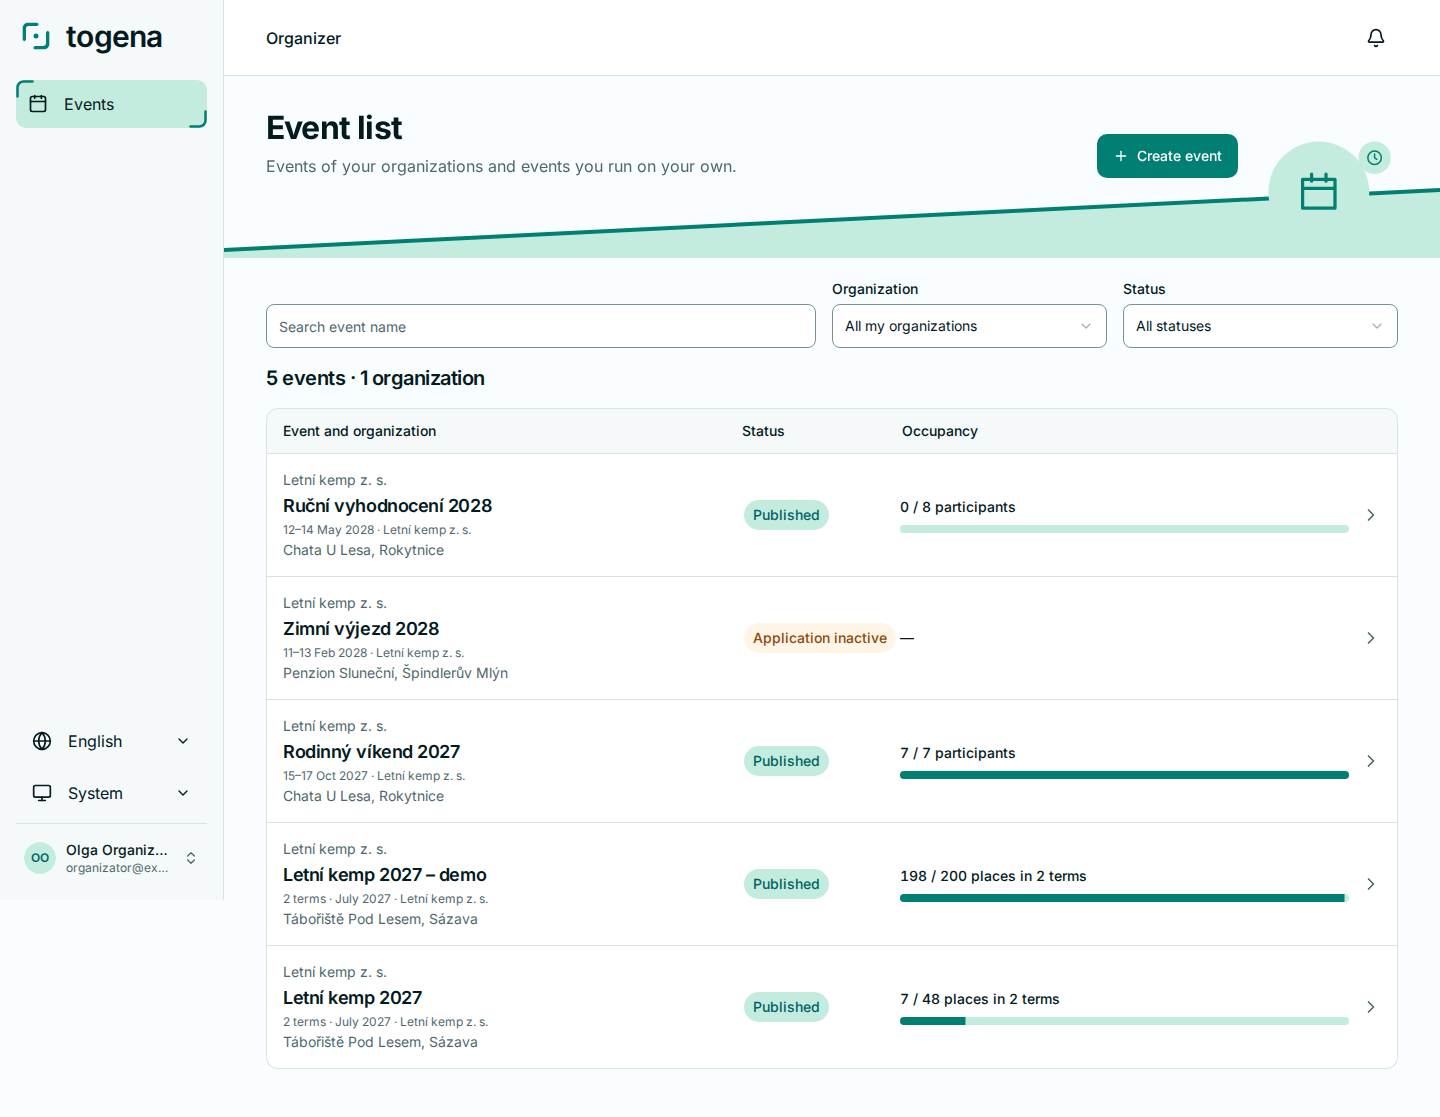 togena
Organizer
Events
Event list
Events of your organizations and events you run on your own.
Create event
Organization
Status
Search event name
All my organizations
All statuses
5 events · 1 organization
Event and organization
Status
Occupancy
Letní kemp z. s.
Ruční vyhodnocení 2028
12–14 May 2028 · Letní kemp z. s.
Chata U Lesa, Rokytnice
Published
0 / 8 participants
Letní kemp z. s.
Zimní výjezd 2028
11–13 Feb 2028 · Letní kemp z. s.
Penzion Sluneční, Špindlerův Mlýn
Application inactive
—
Letní kemp z. s.
Rodinný víkend 2027
15–17 Oct 2027 · Letní kemp z. s.
Chata U Lesa, Rokytnice
Published
7 / 7 participants
Letní kemp z. s.
Letní kemp 2027 – demo
2 terms · July 2027 · Letní kemp z. s.
Tábořiště Pod Lesem, Sázava
Published
198 / 200 places in 2 terms
Letní kemp z. s.
Letní kemp 2027
2 terms · July 2027 · Letní kemp z. s.
Tábořiště Pod Lesem, Sázava
Published
7 / 48 places in 2 terms
English
System
OO
Olga Organiz...
organizator@ex...